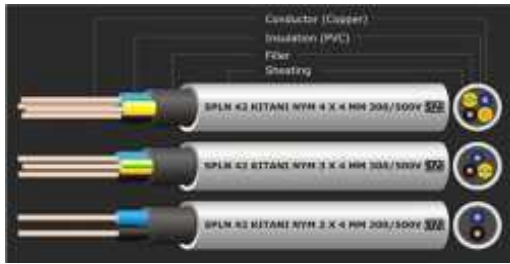 Conductor (Copper)
Insulation (PVC)
Filler
Sheating
SPLN 42 KITANI NYM 4 X 4 MM 300/500V
SPLN 42 KITANI NYM 3 X 4 MM 300/500V
SPLN 42 KITANI NYM 2 X 4 MM 300/500V